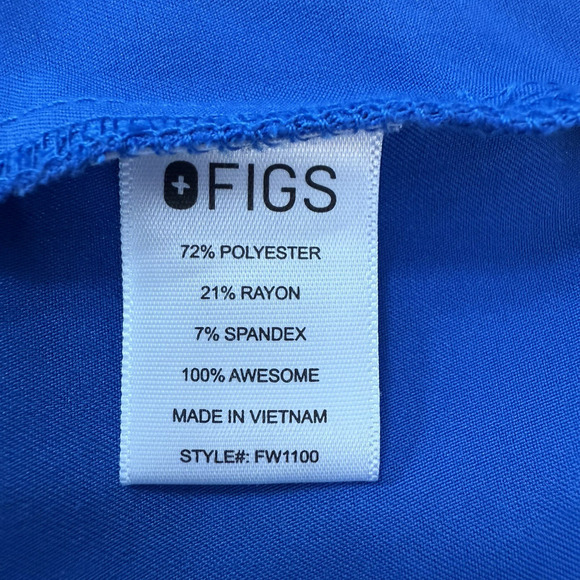 FIGS
72% POLYESTER
21% RAYON
7% SPANDEX
100% AWESOME
MADE IN VIETNAM
STYLE#: FW1100